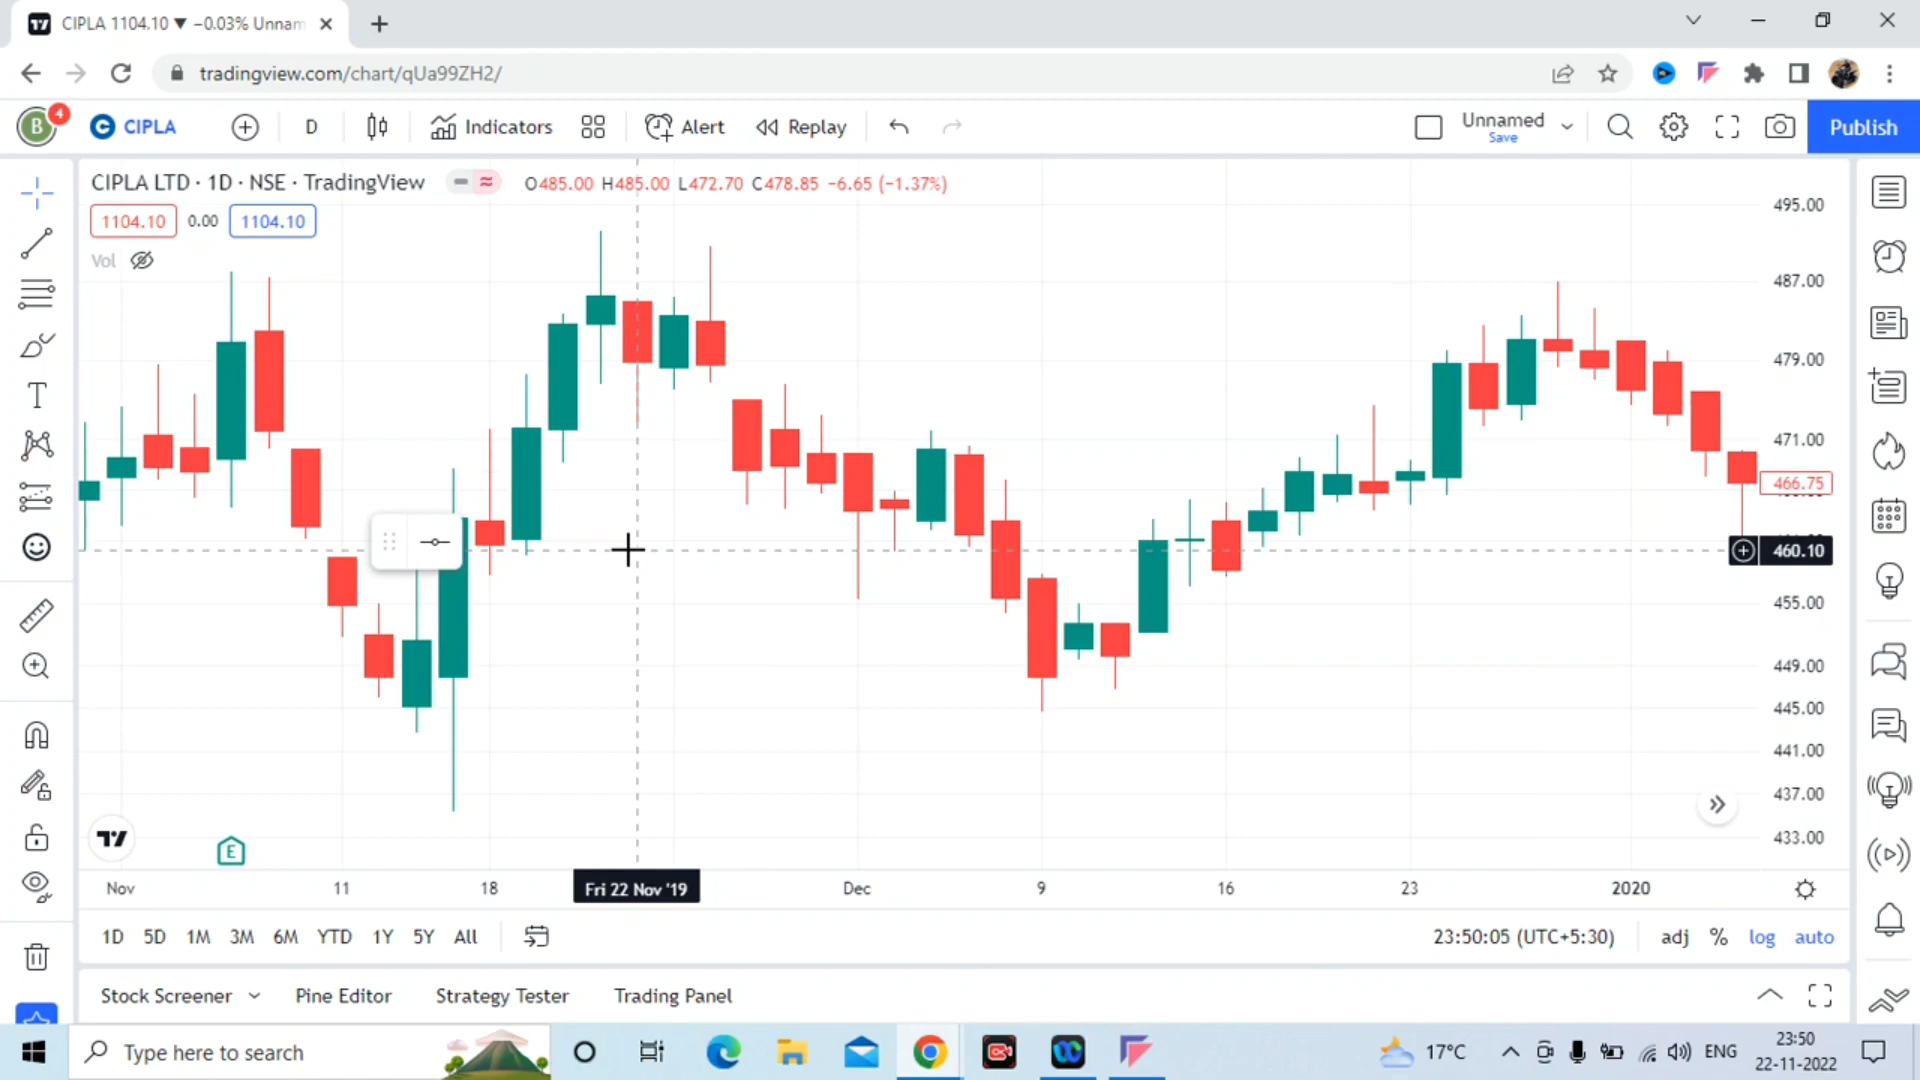 CIPLA 1104.10 ▼ −0.03% Unnam
tradingview.com/chart/qUa99ZH2/
B
4
CIPLA
D
Indicators
Alert
Replay
Unnamed
Save
Publish
CIPLA LTD · 1D · NSE · TradingView
O485.00 H485.00 L472.70 C478.85 −6.65 (−1.37%)
1104.10
0.00
1104.10
Vol
495.00
487.00
479.00
471.00
466.75
460.10
455.00
449.00
445.00
441.00
437.00
433.00
E
Nov
11
18
Fri 22 Nov '19
Dec
9
16
23
2020
1D
5D
1M
3M
6M
YTD
1Y
5Y
All
23:50:05 (UTC+5:30)
adj
%
log
auto
Stock Screener
Pine Editor
Strategy Tester
Trading Panel
Type here to search
17°C
ENG
23:50
22-11-2022